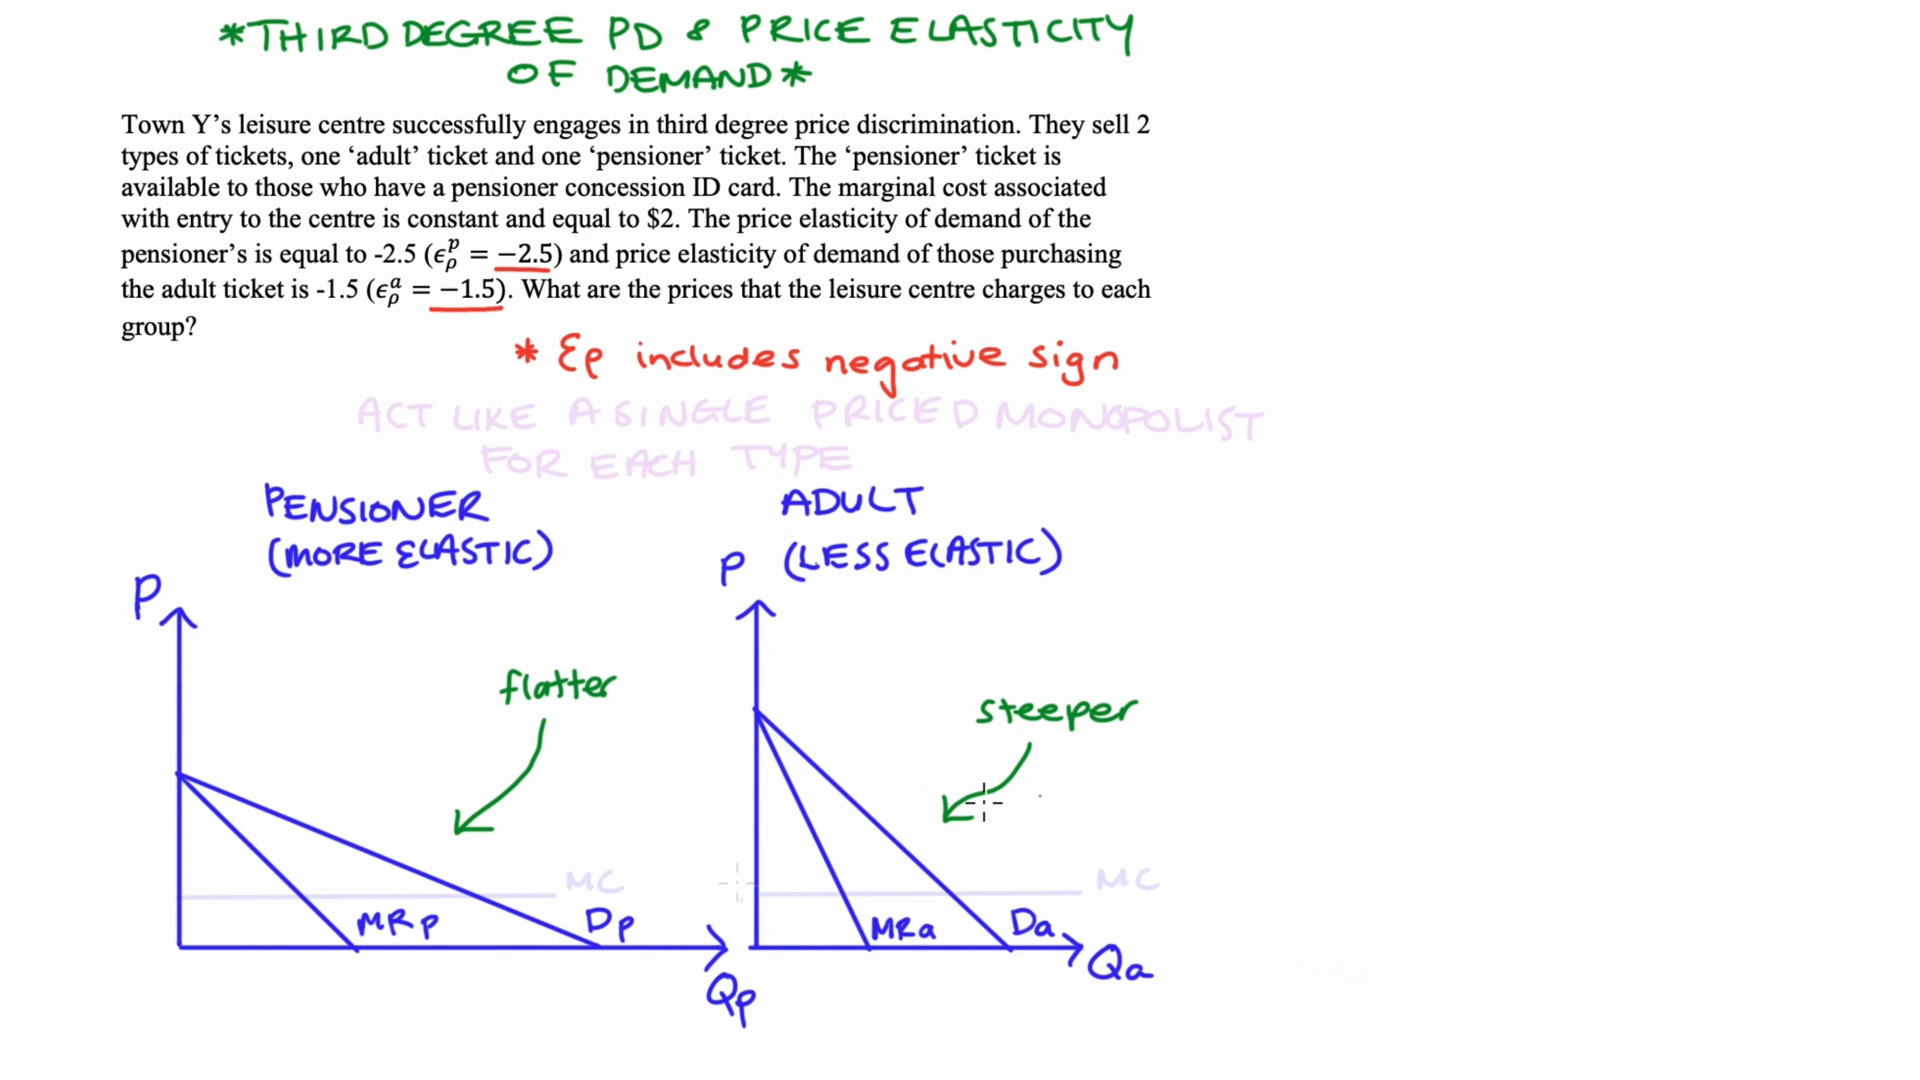 *THIRD DEGREE PD & PRICE ELASTICITY
OF DEMAND*
Town Y’s leisure centre successfully engages in third degree price discrimination. They sell 2
types of tickets, one ‘adult’ ticket and one ‘pensioner’ ticket. The ‘pensioner’ ticket is
available to those who have a pensioner concession ID card. The marginal cost associated
with entry to the centre is constant and equal to $2. The price elasticity of demand of the
pensioner’s is equal to -2.5 (ϵ_ρ^p = −2.5) and price elasticity of demand of those purchasing
the adult ticket is -1.5 (ϵ_ρ^a = −1.5). What are the prices that the leisure centre charges to each
group?
* Ɛp includes negative sign
ACT LIKE A SINGLE PRICED MONOPOLIST
FOR EACH TYPE
PENSIONER
(MORE ELASTIC)
P
flatter
MC
MRp
Dp
Qp
ADULT
(LESS ELASTIC)
P
steeper
MC
MRa
Da
Qa